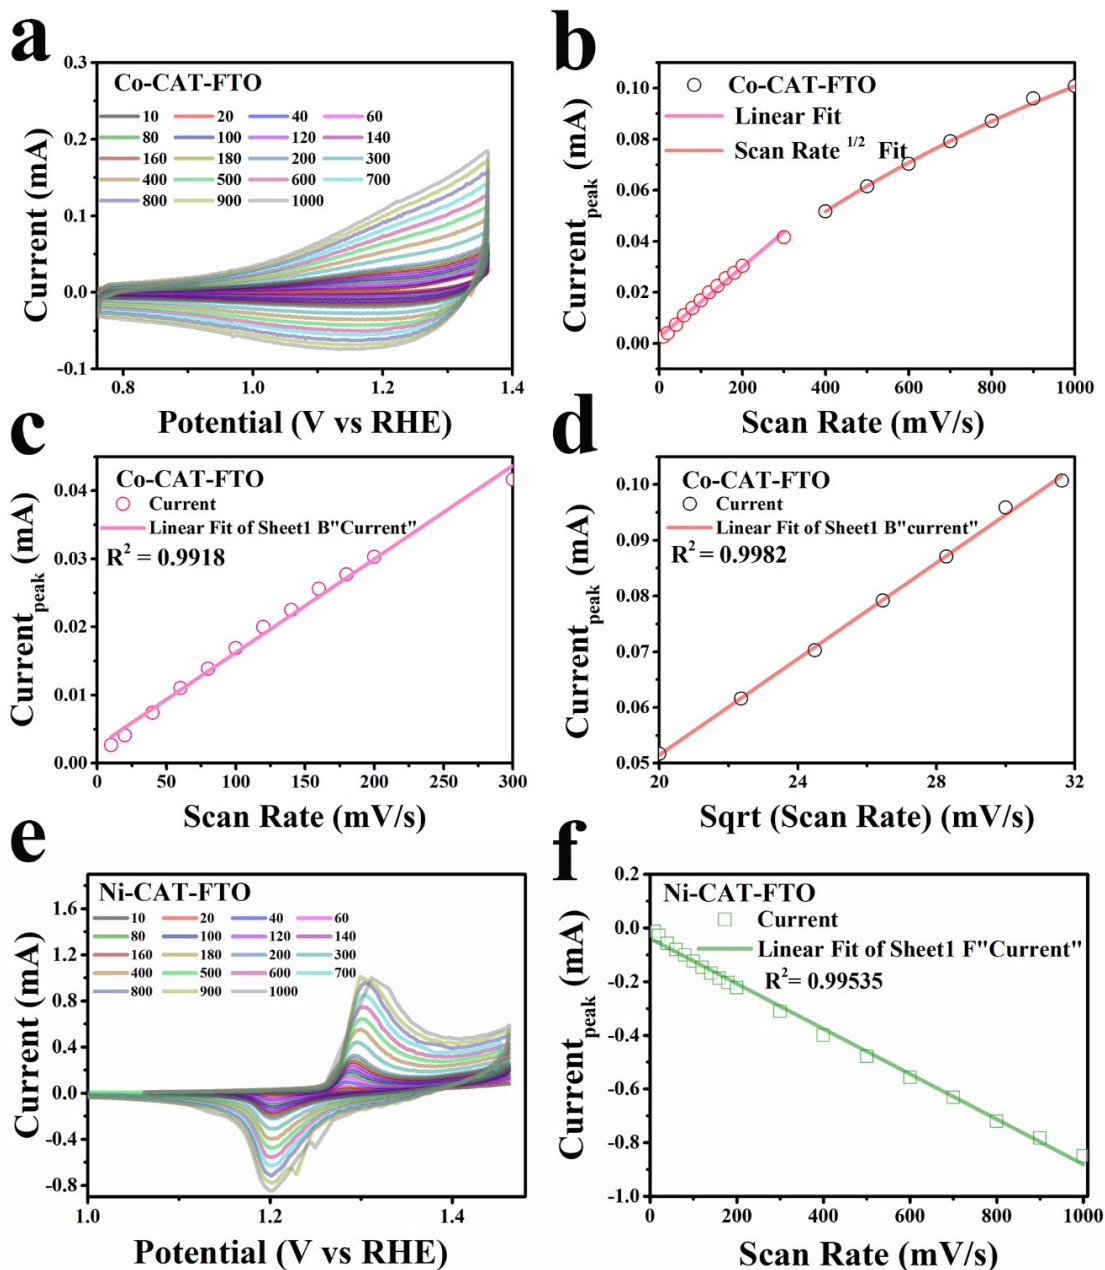 a
0.3
0.2
0.1
0.0
-0.1
Current (mA)
Co-CAT-FTO
10 20 40 60
80 100 120 140
160 180 200 300
400 500 600 700
800 900 1000
0.8 1.0 1.2 1.4
Potential (V vs RHE)
b
0.10
0.08
0.06
0.04
0.02
0.00
Current_peak (mA)
Co-CAT-FTO
Linear Fit
Scan Rate ^1/2 Fit
0 200 400 600 800 1000
Scan Rate (mV/s)
c
0.04
0.03
0.02
0.01
0.00
Current_peak (mA)
Co-CAT-FTO
Current
Linear Fit of Sheet1 B"Current"
R² = 0.9918
0 50 100 150 200 250 300
Scan Rate (mV/s)
d
0.10
0.09
0.08
0.07
0.06
0.05
Current_peak (mA)
Co-CAT-FTO
Current
Linear Fit of Sheet1 B"current"
R² = 0.9982
20 24 28 32
Sqrt (Scan Rate) (mV/s)
e
1.6
1.2
0.8
0.4
0.0
-0.4
-0.8
Current (mA)
Ni-CAT-FTO
10 20 40 60
80 100 120 140
160 180 200 300
400 500 600 700
800 900 1000
1.0 1.2 1.4
Potential (V vs RHE)
f
0.2
0.0
-0.2
-0.4
-0.6
-0.8
-1.0
Current_peak (mA)
Ni-CAT-FTO
Current
Linear Fit of Sheet1 F"Current"
R²= 0.99535
0 200 400 600 800 1000
Scan Rate (mV/s)